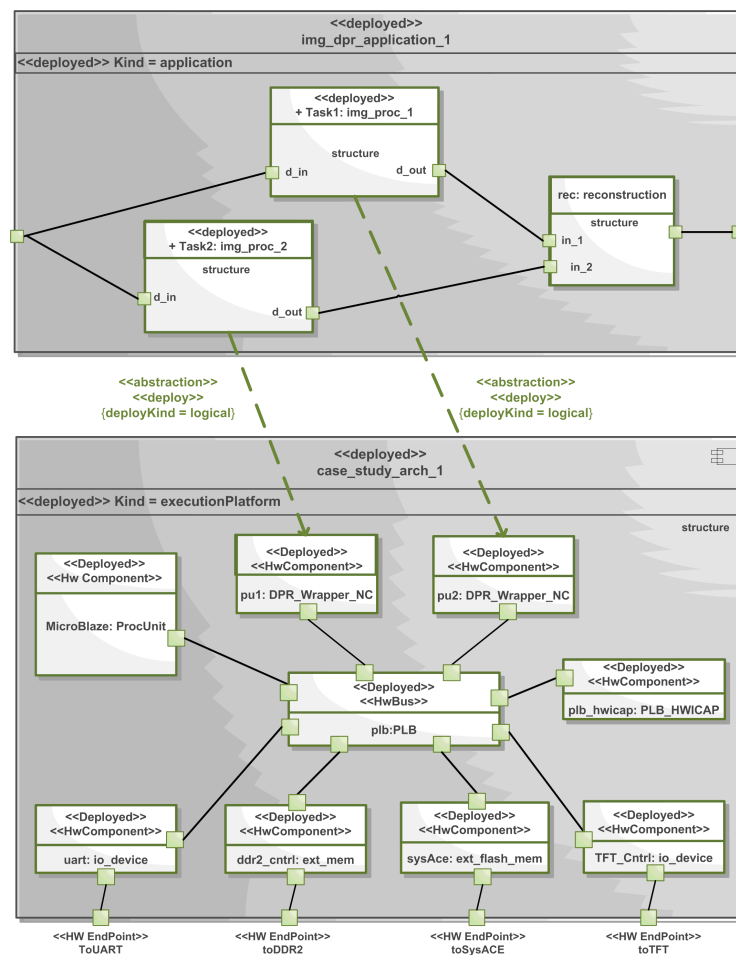 <<deployed>>
img_dpr_application_1
<<deployed>> Kind = application
<<deployed>>
+ Task1: img_proc_1
structure
d_in
d_out
<<deployed>>
+ Task2: img_proc_2
structure
d_in
d_out
rec: reconstruction
structure
in_1
in_2
<<abstraction>>
<<deploy>>
{deployKind = logical}
<<abstraction>>
<<deploy>>
{deployKind = logical}
<<deployed>>
case_study_arch_1
<<deployed>> Kind = executionPlatform
structure
<<Deployed>>
<<Hw Component>>
MicroBlaze: ProcUnit
<<Deployed>>
<<HwComponent>>
pu1: DPR_Wrapper_NC
<<Deployed>>
<<HwComponent>>
pu2: DPR_Wrapper_NC
<<Deployed>>
<<HwBus>>
plb:PLB
<<Deployed>>
<<HwComponent>>
plb_hwicap: PLB_HWICAP
<<Deployed>>
<<HwComponent>>
uart: io_device
<<Deployed>>
<<HwComponent>>
ddr2_cntrl: ext_mem
<<Deployed>>
<<HwComponent>>
sysAce: ext_flash_mem
<<Deployed>>
<<HwComponent>>
TFT_Cntrl: io_device
<<HW EndPoint>>
ToUART
<<HW EndPoint>>
toDDR2
<<HW EndPoint>>
toSysACE
<<HW EndPoint>>
toTFT